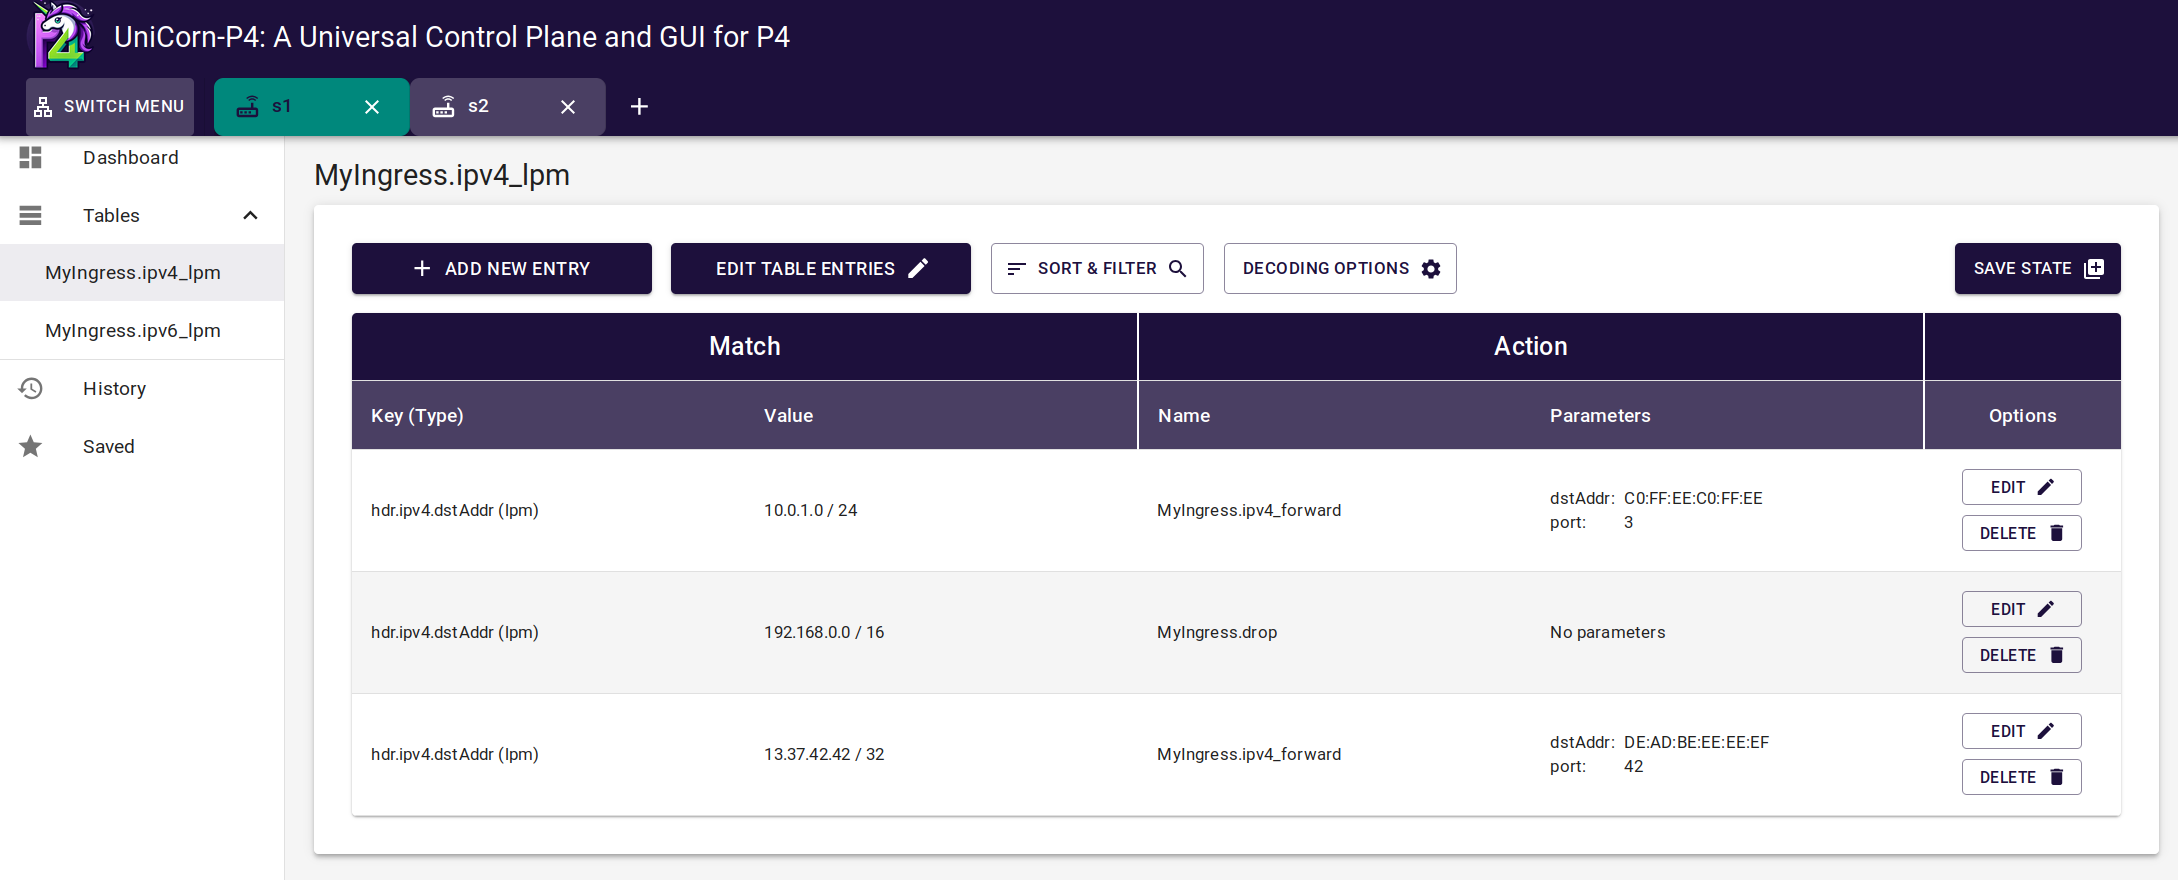 P4
UniCorn-P4: A Universal Control Plane and GUI for P4
SWITCH MENU
s1
s2
Dashboard
Tables
MyIngress.ipv4_lpm
MyIngress.ipv6_lpm
History
Saved
MyIngress.ipv4_lpm
ADD NEW ENTRY
EDIT TABLE ENTRIES
SORT & FILTER
DECODING OPTIONS
SAVE STATE
Match
Action
Key (Type)
Value
Name
Parameters
Options
hdr.ipv4.dstAddr (lpm)
10.0.1.0 / 24
MyIngress.ipv4_forward
dstAddr: C0:FF:EE:C0:FF:EE
port: 3
EDIT
DELETE
hdr.ipv4.dstAddr (lpm)
192.168.0.0 / 16
MyIngress.drop
No parameters
EDIT
DELETE
hdr.ipv4.dstAddr (lpm)
13.37.42.42 / 32
MyIngress.ipv4_forward
dstAddr: DE:AD:BE:EE:EE:EF
port: 42
EDIT
DELETE